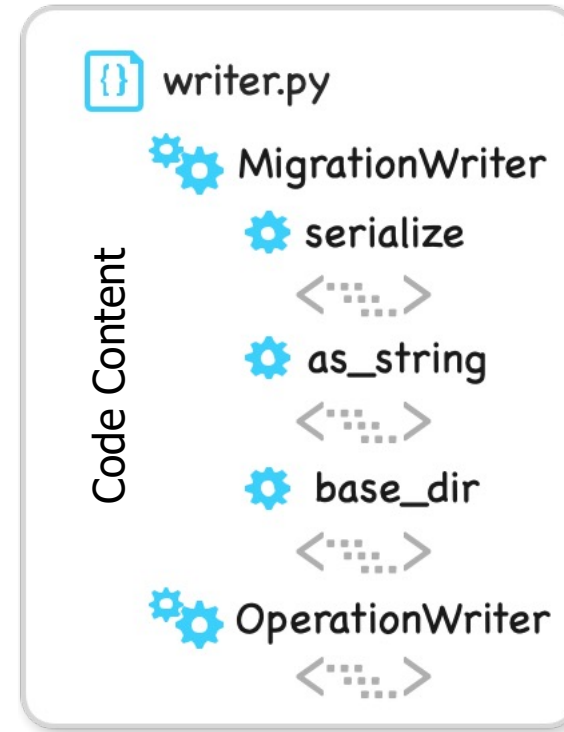 {}
writer.py
MigrationWriter
serialize
as_string
base_dir
OperationWriter
Code Content